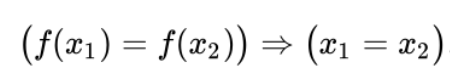 (f(x₁) = f(x₂)) ⇒ (x₁ = x₂)